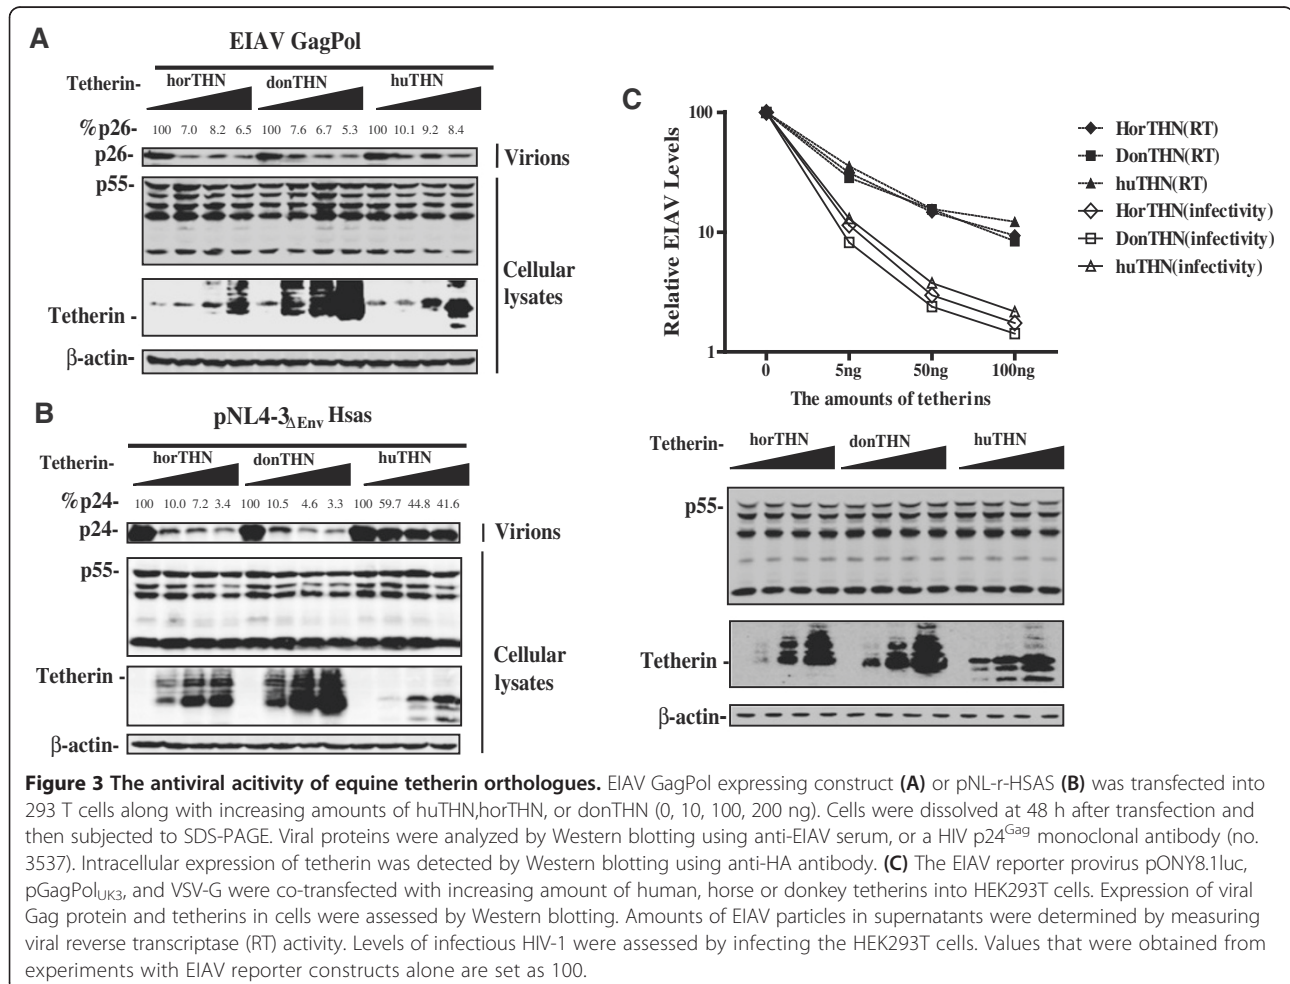 A
EIAV GagPol
Tetherin-
horTHN donTHN huTHN
%p26- 100 7.0 8.2 6.5 100 7.6 6.7 5.3 100 10.1 9.2 8.4
p26- Virions
p55-
Cellular lysates
Tetherin -
β-actin-
B
pNL4-3ΔEnv Hsas
Tetherin-
horTHN donTHN huTHN
%p24- 100 10.0 7.2 3.4 100 10.5 4.6 3.3 100 59.7 44.8 41.6
p24- Virions
p55-
Tetherin -
Cellular lysates
β-actin-
C
Relative EIAV Levels
100
10
1
0 5ng 50ng 100ng
The amounts of tetherins
HorTHN(RT)
DonTHN(RT)
huTHN(RT)
HorTHN(infectivity)
DonTHN(infectivity)
huTHN(infectivity)
Tetherin-
horTHN donTHN huTHN
p55-
Tetherin -
β-actin-
Figure 3 The antiviral acitivity of equine tetherin orthologues. EIAV GagPol expressing construct (A) or pNL-r-HSAS (B) was transfected into
293 T cells along with increasing amounts of huTHN,horTHN, or donTHN (0, 10, 100, 200 ng). Cells were dissolved at 48 h after transfection and
then subjected to SDS-PAGE. Viral proteins were analyzed by Western blotting using anti-EIAV serum, or a HIV p24Gag monoclonal antibody (no.
3537). Intracellular expression of tetherin was detected by Western blotting using anti-HA antibody. (C) The EIAV reporter provirus pONY8.1luc,
pGagPolUK3, and VSV-G were co-transfected with increasing amount of human, horse or donkey tetherins into HEK293T cells. Expression of viral
Gag protein and tetherins in cells were assessed by Western blotting. Amounts of EIAV particles in supernatants were determined by measuring
viral reverse transcriptase (RT) activity. Levels of infectious HIV-1 were assessed by infecting the HEK293T cells. Values that were obtained from
experiments with EIAV reporter constructs alone are set as 100.